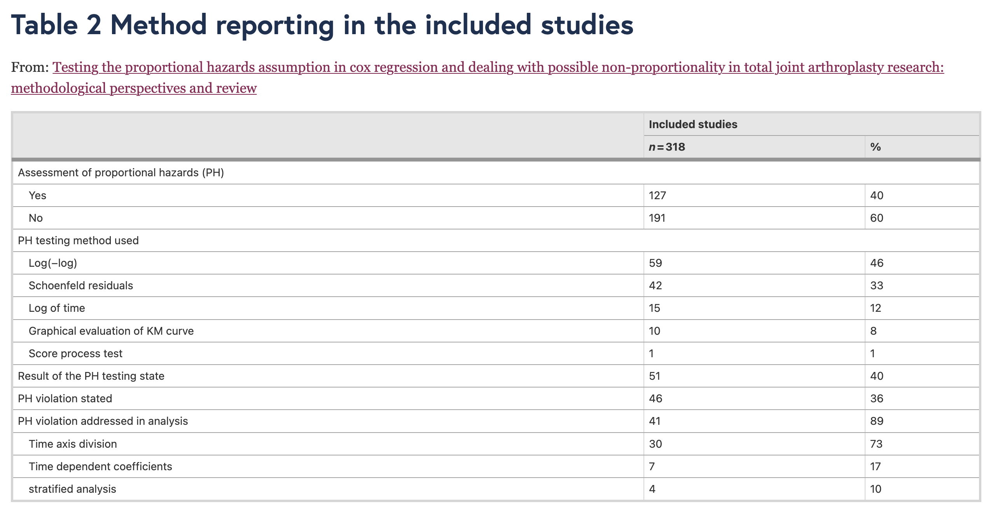 Table 2 Method reporting in the included studies
From: Testing the proportional hazards assumption in cox regression and dealing with possible non-proportionality in total joint arthroplasty research:
methodological perspectives and review
Included studies
n=318 %
Assessment of proportional hazards (PH)
Yes 127 40
No 191 60
PH testing method used
Log(–log) 59 46
Schoenfeld residuals 42 33
Log of time 15 12
Graphical evaluation of KM curve 10 8
Score process test 1 1
Result of the PH testing state 51 40
PH violation stated 46 36
PH violation addressed in analysis 41 89
Time axis division 30 73
Time dependent coefficients 7 17
stratified analysis 4 10